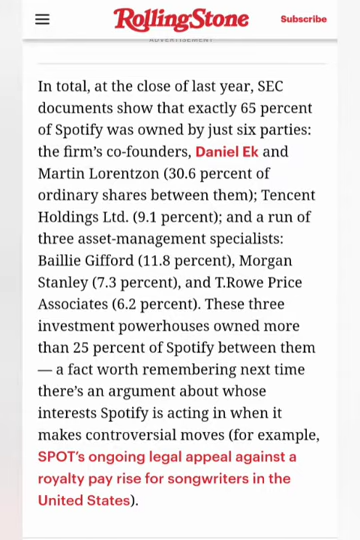 RollingStone
Subscribe
ADVERTISEMENT
In total, at the close of last year, SEC
documents show that exactly 65 percent
of Spotify was owned by just six parties:
the firm’s co-founders, Daniel Ek and
Martin Lorentzon (30.6 percent of
ordinary shares between them); Tencent
Holdings Ltd. (9.1 percent); and a run of
three asset-management specialists:
Baillie Gifford (11.8 percent), Morgan
Stanley (7.3 percent), and T.Rowe Price
Associates (6.2 percent). These three
investment powerhouses owned more
than 25 percent of Spotify between them
— a fact worth remembering next time
there’s an argument about whose
interests Spotify is acting in when it
makes controversial moves (for example,
SPOT’s ongoing legal appeal against a
royalty pay rise for songwriters in the
United States).